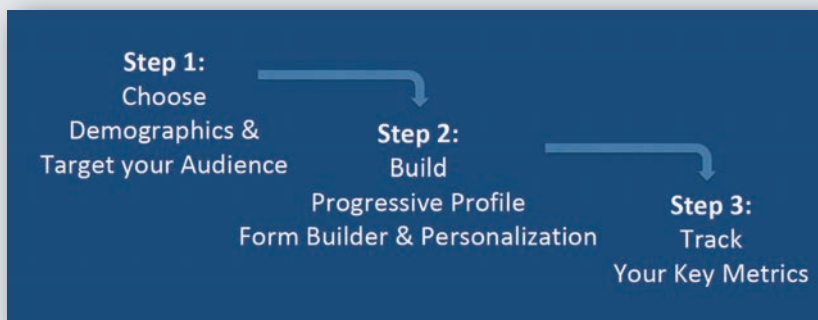 Step 1:
Choose
Demographics &
Target your Audience
Step 2:
Build
Progressive Profile
Form Builder & Personalization
Step 3:
Track
Your Key Metrics